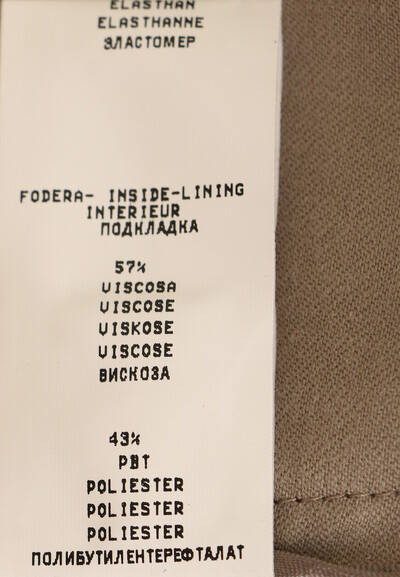 ELASTHAN
ELASTHANNE
ЭЛАСТОМЕР
FODERA- INSIDE-LINING
INTERIEUR
ПОДКЛАДКА
57%
VISCOSA
VISCOSE
VISKOSE
VISCOSE
ВИСКОЗА
43%
PBT
POLIESTER
POLIESTER
POLIESTER
ПОЛИБУТИЛЕНТЕРЕФТАЛАТ